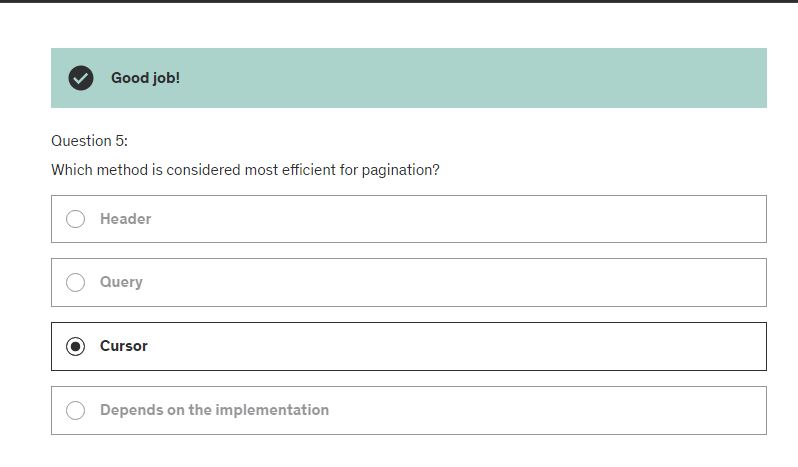 Good job!
Question 5:
Which method is considered most efficient for pagination?
Header
Query
Cursor
Depends on the implementation